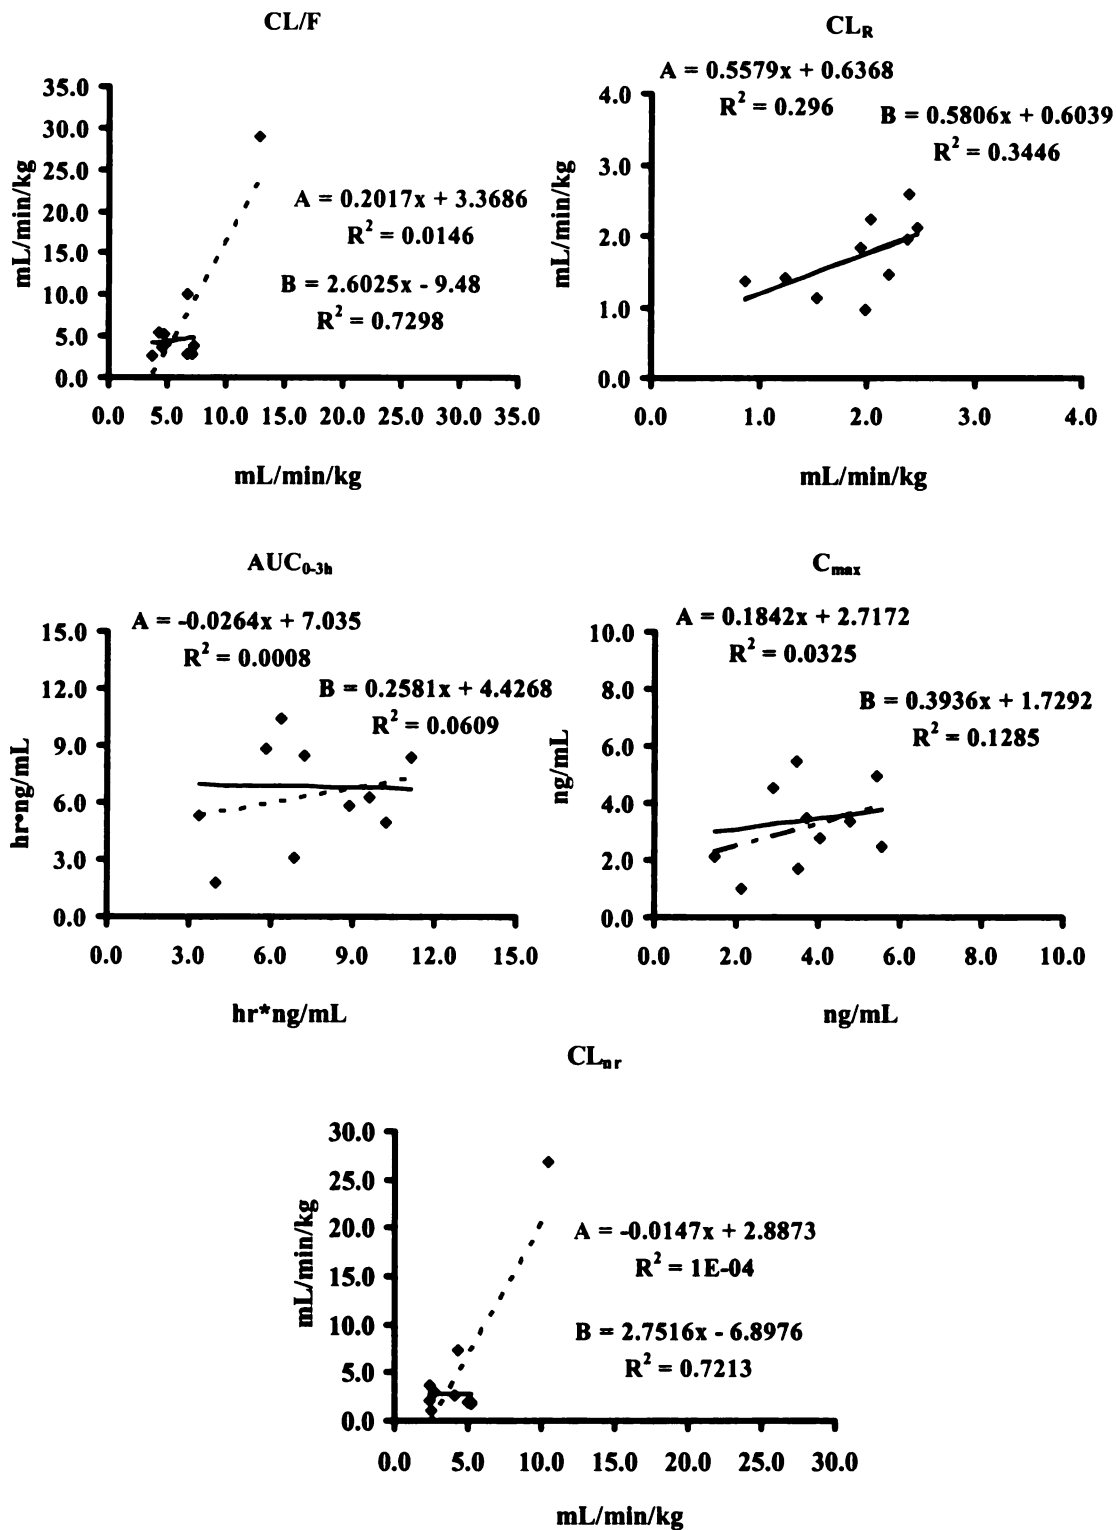 CL/F
35.0
30.0
25.0
20.0
15.0
10.0
5.0
0.0
mL/min/kg
A = 0.2017x + 3.3686
R² = 0.0146
B = 2.6025x - 9.48
R² = 0.7298
0.0 5.0 10.0 15.0 20.0 25.0 30.0 35.0
mL/min/kg
CL_R
A = 0.5579x + 0.6368
R² = 0.296
B = 0.5806x + 0.6039
R² = 0.3446
4.0
3.0
2.0
1.0
0.0
mL/min/kg
0.0 1.0 2.0 3.0 4.0
mL/min/kg
AUC_0-3h
A = -0.0264x + 7.035
R² = 0.0008
B = 0.2581x + 4.4268
R² = 0.0609
15.0
12.0
9.0
6.0
3.0
0.0
hr•ng/mL
0.0 3.0 6.0 9.0 12.0 15.0
hr*ng/mL
C_max
A = 0.1842x + 2.7172
R² = 0.0325
B = 0.3936x + 1.7292
R² = 0.1285
10.0
8.0
6.0
4.0
2.0
0.0
ng/mL
0.0 2.0 4.0 6.0 8.0 10.0
ng/mL
CL_nr
30.0
25.0
20.0
15.0
10.0
5.0
0.0
mL/min/kg
A = -0.0147x + 2.8873
R² = 1E-04
B = 2.7516x - 6.8976
R² = 0.7213
0.0 5.0 10.0 15.0 20.0 25.0 30.0
mL/min/kg